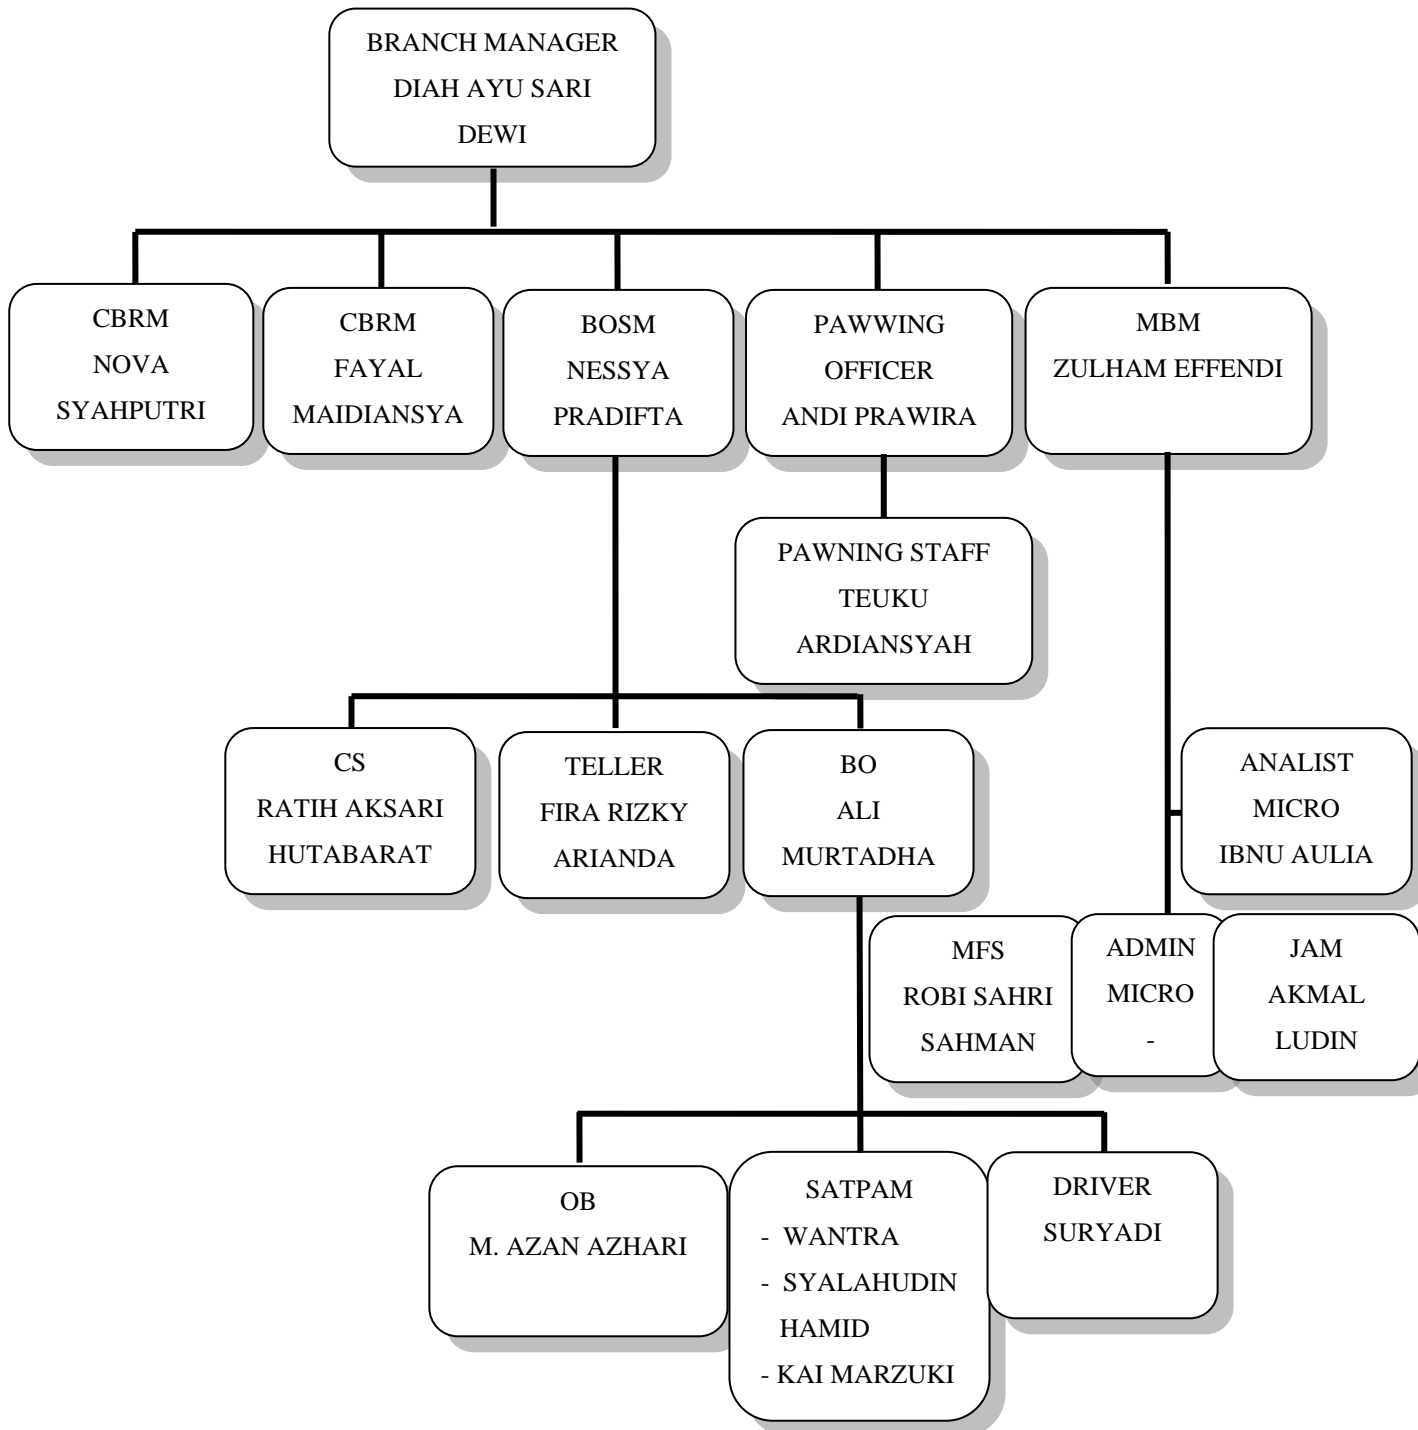 BRANCH MANAGER
DIAH AYU SARI
DEWI
CBRM
NOVA
SYAHPUTRI
CBRM
FAYAL
MAIDIANSYA
BOSM
NESSYA
PRADIFTA
PAWWING
OFFICER
ANDI PRAWIRA
MBM
ZULHAM EFFENDI
PAWNING STAFF
TEUKU
ARDIANSYAH
CS
RATIH AKSARI
HUTABARAT
TELLER
FIRA RIZKY
ARIANDA
BO
ALI
MURTADHA
ANALIST
MICRO
IBNU AULIA
MFS
ROBI SAHRI
SAHMAN
ADMIN
MICRO
-
JAM
AKMAL
LUDIN
OB
M. AZAN AZHARI
SATPAM
- WANTRA
- SYALAHUDIN
HAMID
- KAI MARZUKI
DRIVER
SURYADI